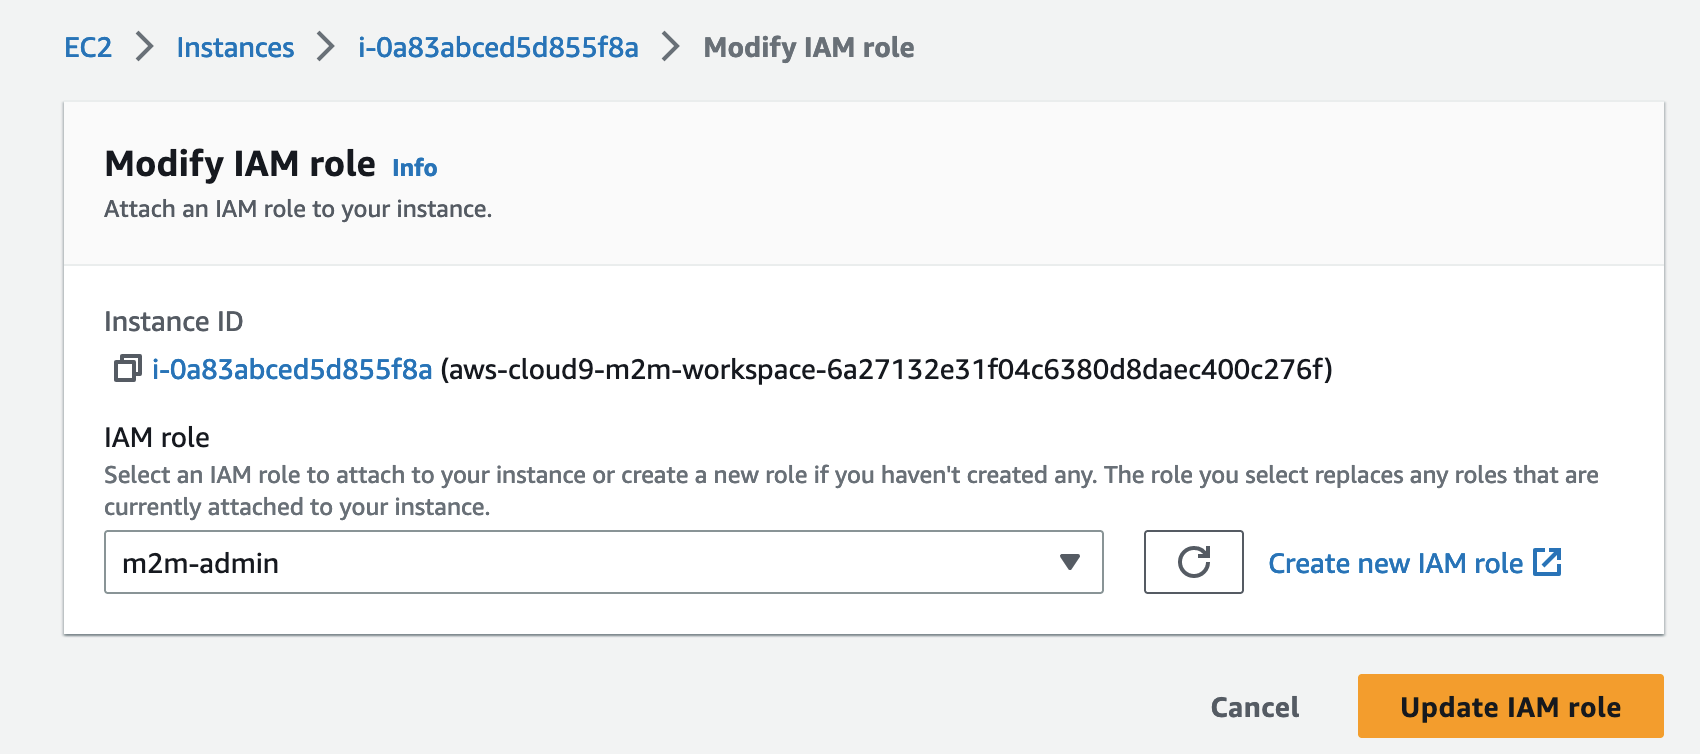 EC2 > Instances > i-0a83abced5d855f8a > Modify IAM role
Modify IAM role Info
Attach an IAM role to your instance.
Instance ID
i-0a83abced5d855f8a (aws-cloud9-m2m-workspace-6a27132e31f04c6380d8daec400c276f)
IAM role
Select an IAM role to attach to your instance or create a new role if you haven't created any. The role you select replaces any roles that are
currently attached to your instance.
m2m-admin
Create new IAM role
Cancel
Update IAM role